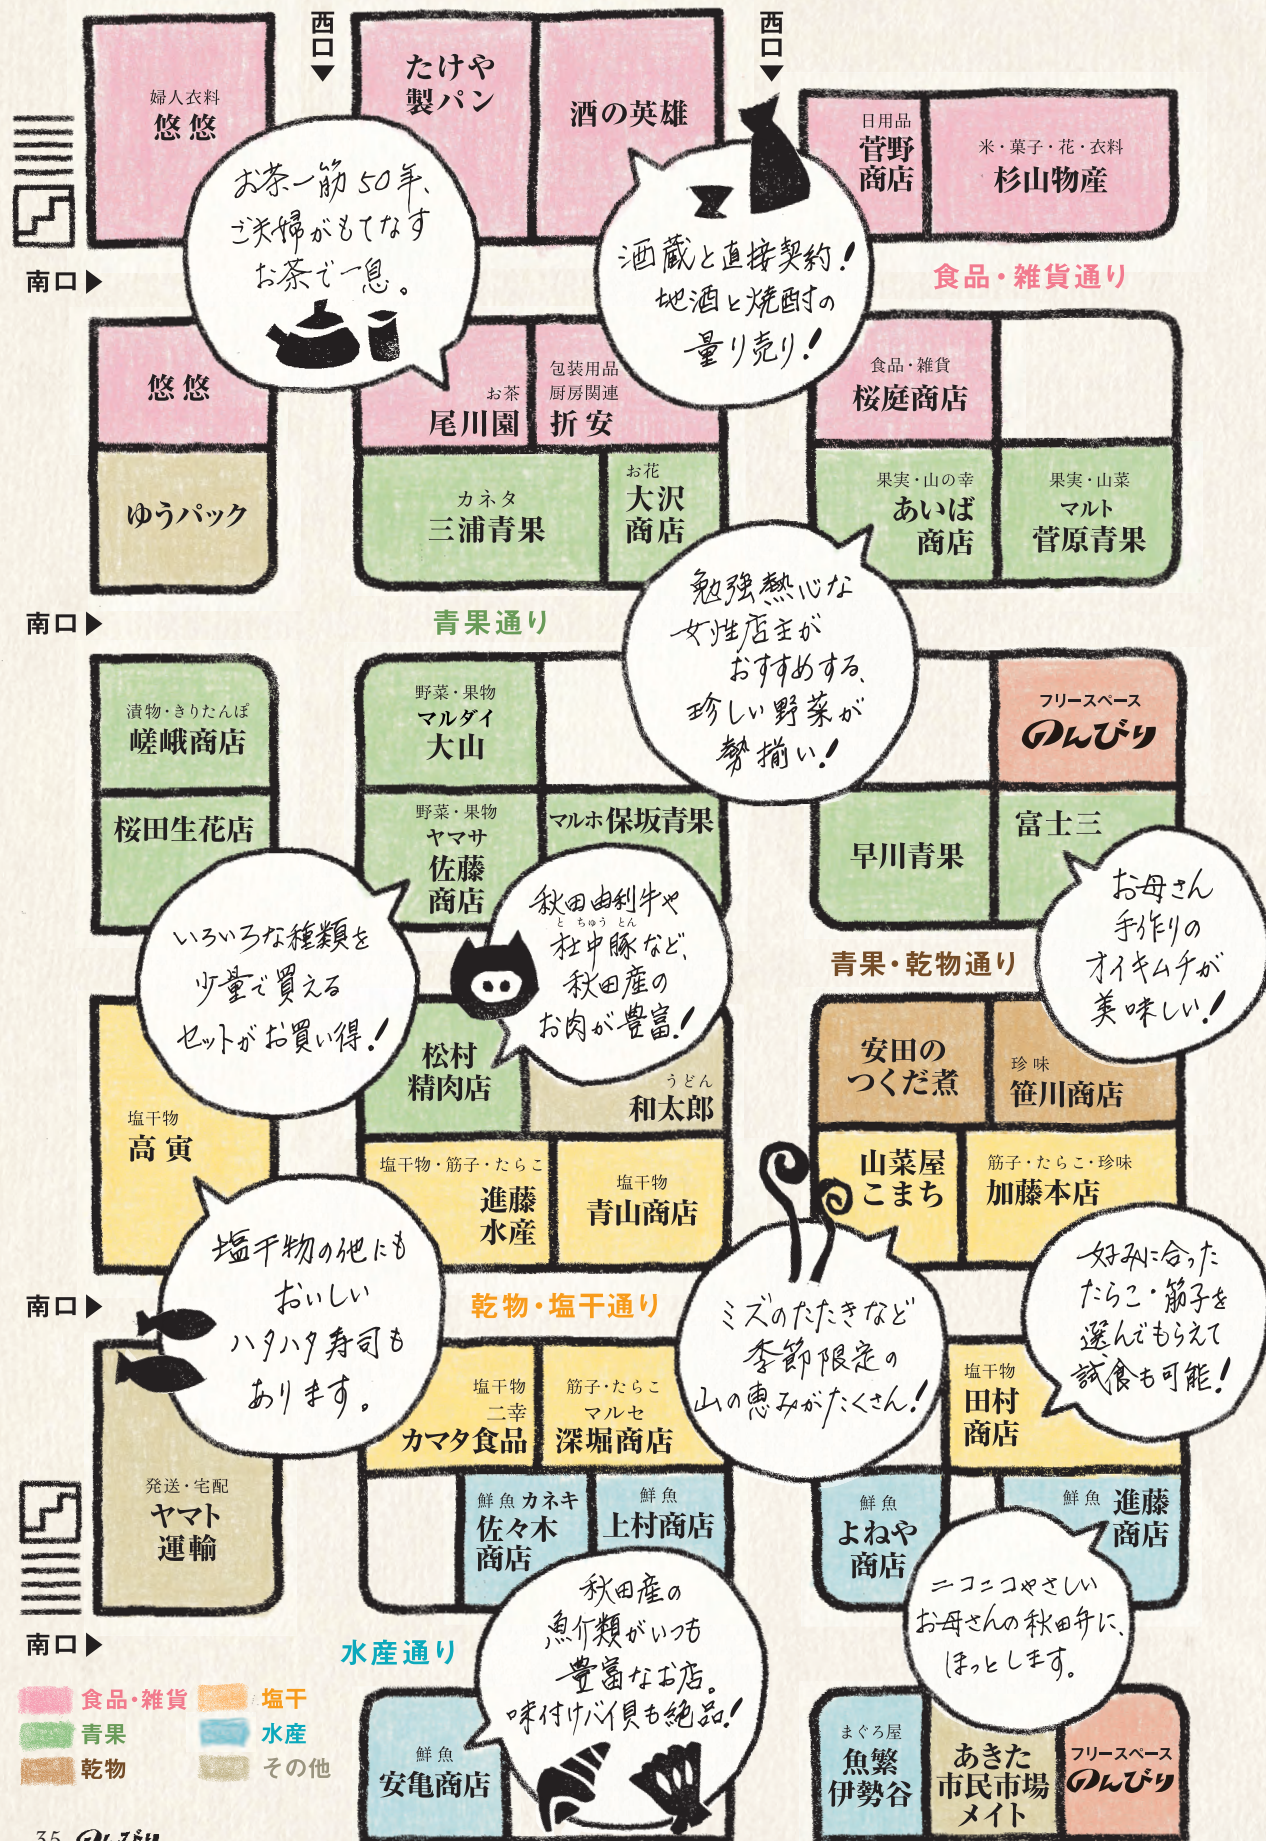 西口
西口
婦人衣料
悠悠
たけや
製パン
酒の英雄
日用品
菅野
商店
米・菓子・花・衣料
杉山物産
お茶一筋50年、
ご夫婦がもてなす
お茶で一息。
酒蔵と直接契約！
地酒と焼酎の
量り売り！
南口
食品・雑貨通り
悠悠
お茶
尾川園
包装用品
厨房関連
折安
食品・雑貨
桜庭商店
ゆうパック
カネタ
三浦青果
お花
大沢
商店
果実・山の幸
あいば
商店
果実・山菜
マルト
菅原青果
南口
青果通り
勉強熱心な
女性店主が
おすすめする、
珍しい野菜が
勢揃い！
漬物・きりたんぽ
嵯峨商店
野菜・果物
マルダイ
大山
フリースペース
のんびり
桜田生花店
野菜・果物
ヤマサ
佐藤
商店
マルホ 保坂青果
早川青果
富士三
いろいろな種類を
少量で買える
セットがお買い得！
秋田由利牛や
と ちゅう とん
杜中豚など、
秋田産の
お肉が豊富！
お母さん
手作りの
オイキムチが
美味しい！
青果・乾物通り
塩干物
高寅
松村
精肉店
うどん
和太郎
安田の
つくだ煮
珍味
笹川商店
塩干物・筋子・たらこ
進藤
水産
塩干物
青山商店
山菜屋
こまち
筋子・たらこ・珍味
加藤本店
塩干物の他にも
おいしい
ハタハタ寿司も
あります。
南口
乾物・塩干通り
ミズのたたきなど
季節限定の
山の恵みがたくさん！
好みに合った
たらこ・筋子を
選んでもらえて
試食も可能！
塩干物
二幸
カマタ食品
筋子・たらこ
マルセ
深堀商店
塩干物
田村
商店
発送・宅配
ヤマト
運輸
鮮魚 カネキ
佐々木
商店
鮮魚
上村商店
鮮魚
よねや
商店
鮮魚 進藤
商店
秋田産の
魚介類がいつも
豊富なお店。
味付けバイ貝も絶品！
ニコニコやさしい
お母さんの秋田弁に、
ほっとします。
南口
水産通り
食品・雑貨
塩干
青果
水産
乾物
その他
鮮魚
安亀商店
まぐろ屋
魚繁
伊勢谷
あきた
市民市場
メイト
フリースペース
のんびり
35 のんびり